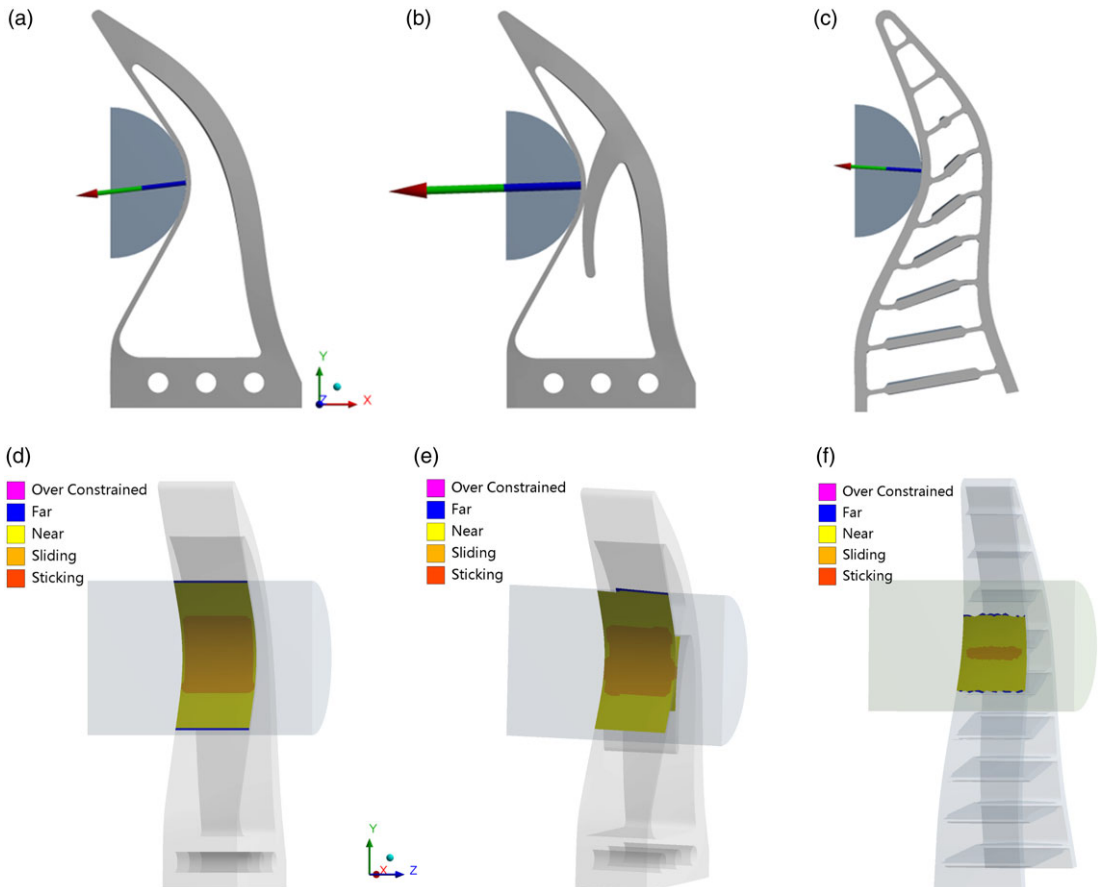 (a)
(b)
(c)
Y
Z
X
(d)
Over Constrained
Far
Near
Sliding
Sticking
(e)
Over Constrained
Far
Near
Sliding
Sticking
(f)
Over Constrained
Far
Near
Sliding
Sticking
Y
X
Z